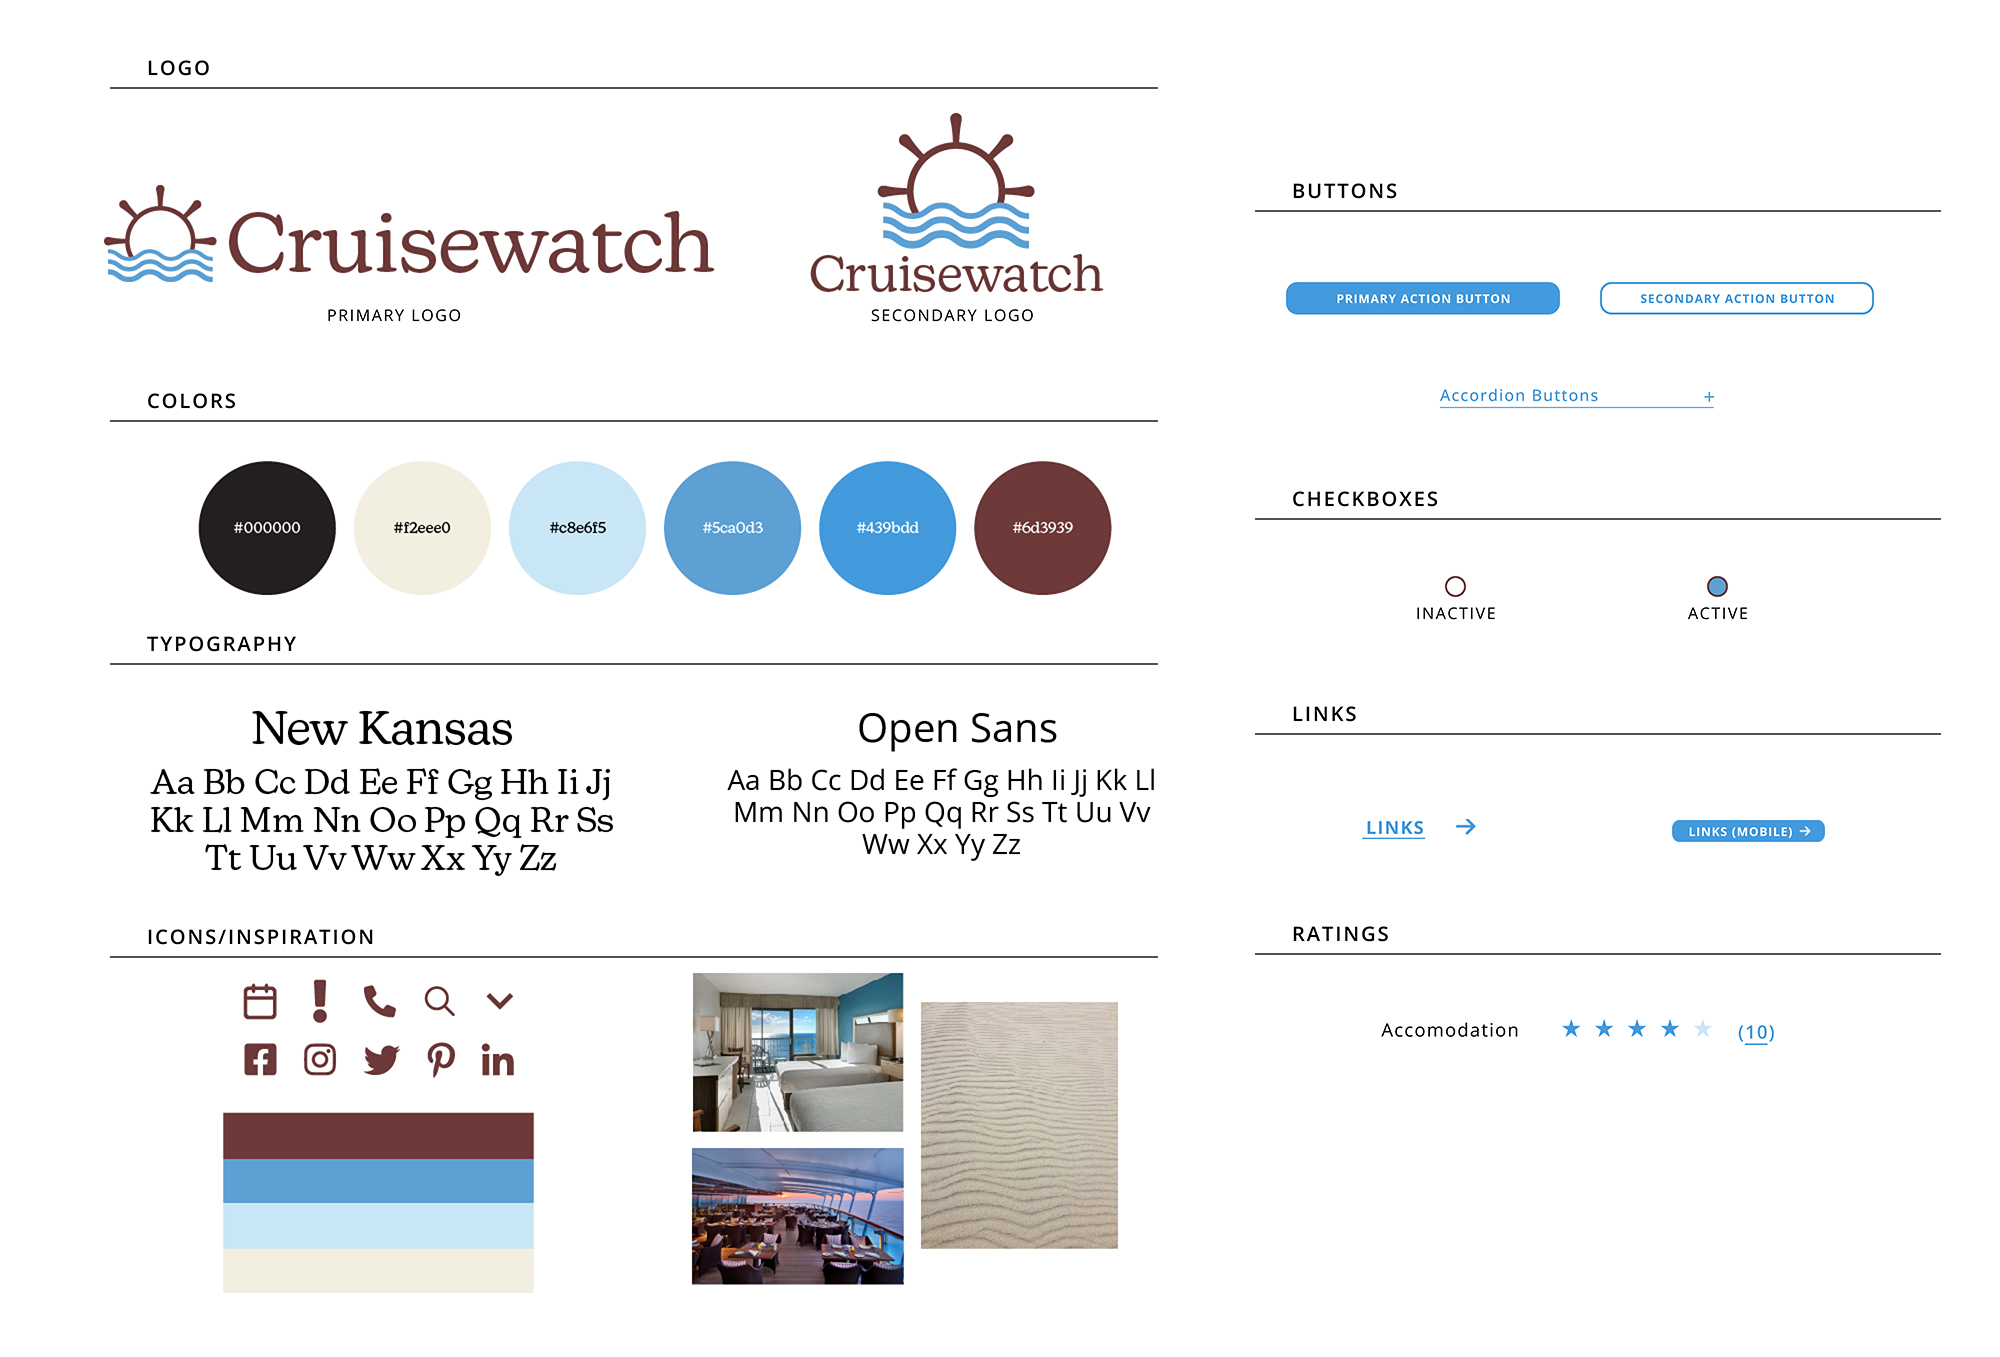 LOGO
Cruisewatch
PRIMARY LOGO
Cruisewatch
SECONDARY LOGO
COLORS
#000000
#f2eee0
#c8e6f5
#5ca0d3
#439bdd
#6d3939
TYPOGRAPHY
New Kansas
Aa Bb Cc Dd Ee Ff Gg Hh Ii Jj
Kk Ll Mm Nn Oo Pp Qq Rr Ss
Tt Uu Vv Ww Xx Yy Zz
Open Sans
Aa Bb Cc Dd Ee Ff Gg Hh Ii Jj Kk Ll
Mm Nn Oo Pp Qq Rr Ss Tt Uu Vv
Ww Xx Yy Zz
ICONS/INSPIRATION
BUTTONS
PRIMARY ACTION BUTTON
SECONDARY ACTION BUTTON
Accordion Buttons +
CHECKBOXES
INACTIVE
ACTIVE
LINKS
LINKS →
LINKS (MOBILE) →
RATINGS
Accomodation ★ ★ ★ ★ ★ (10)